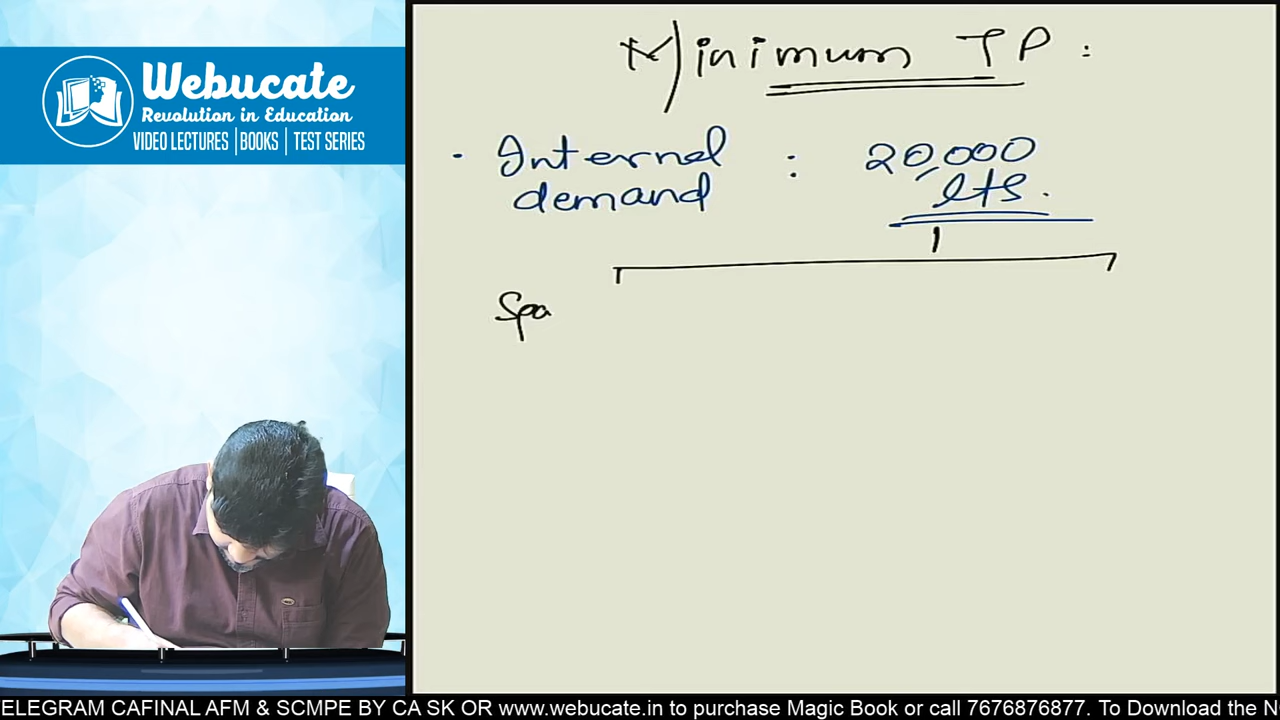 Webucate
Revolution in Education
VIDEO LECTURES | BOOKS | TEST SERIES
Minimum TP :
· Internal demand : 20,000 lts.
Spa
ELEGRAM CAFINAL AFM & SCMPE BY CA SK OR www.webucate.in to purchase Magic Book or call 7676876877. To Download the N